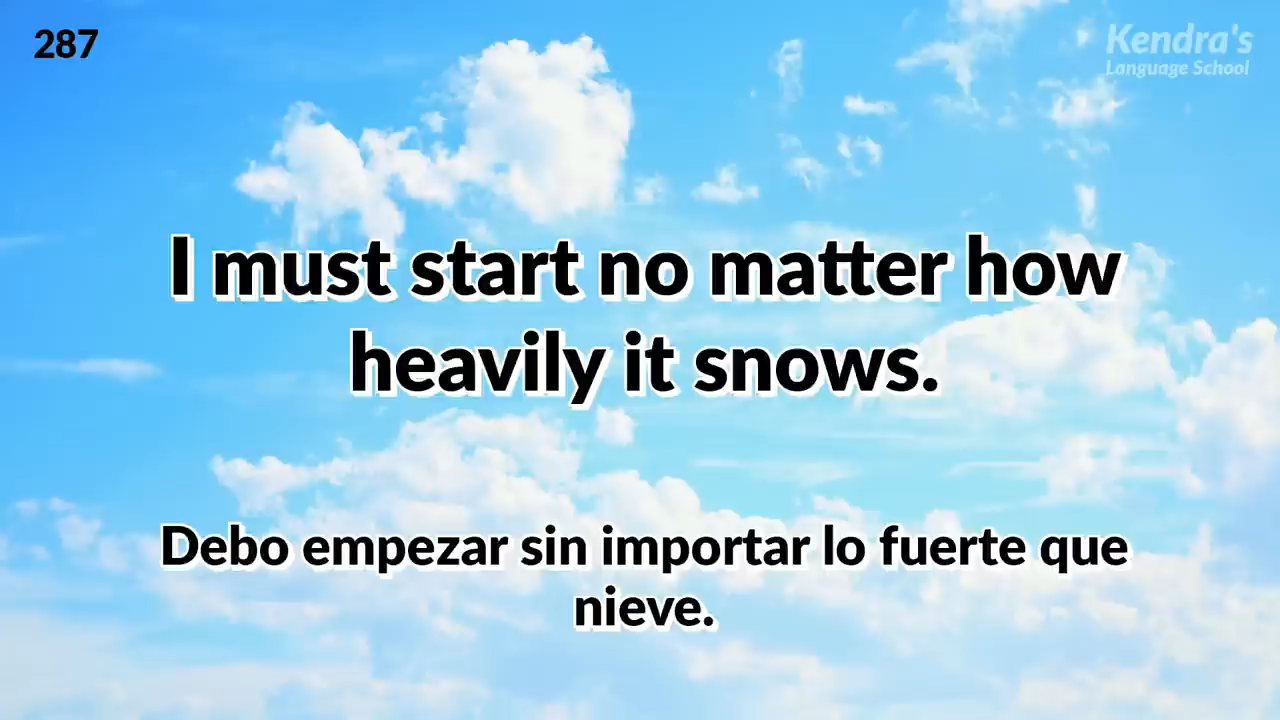 287
Kendra's
Language School
I must start no matter how
heavily it snows.
Debo empezar sin importar lo fuerte que
nieve.